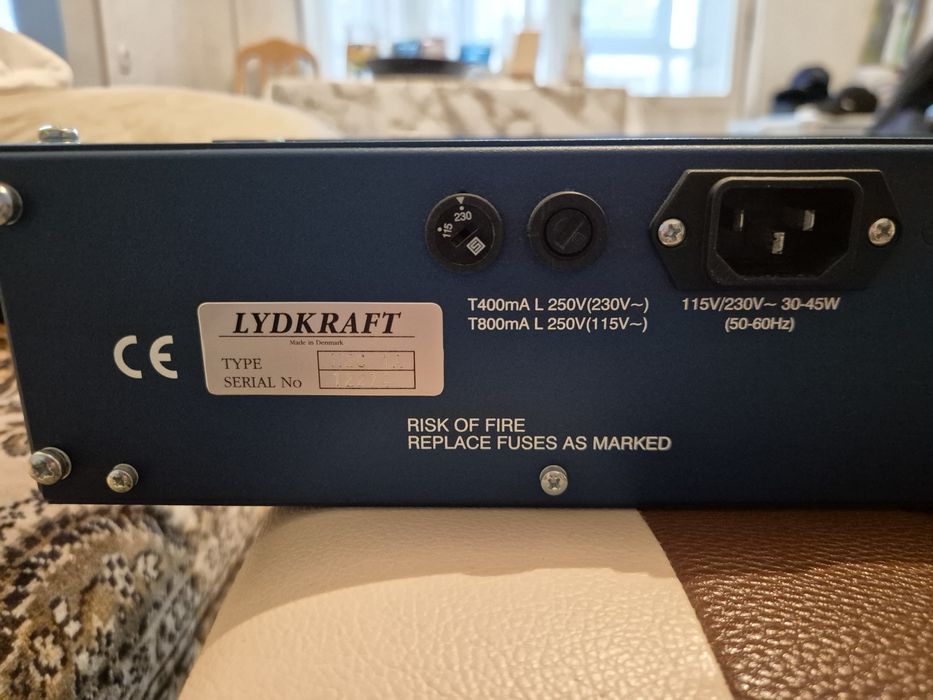 115 230
T400mA L 250V(230V~)
T800mA L 250V(115V~)
115V/230V~ 30-45W
(50-60Hz)
CE
LYDKRAFT
Made in Denmark
TYPE
SERIAL No
RISK OF FIRE
REPLACE FUSES AS MARKED